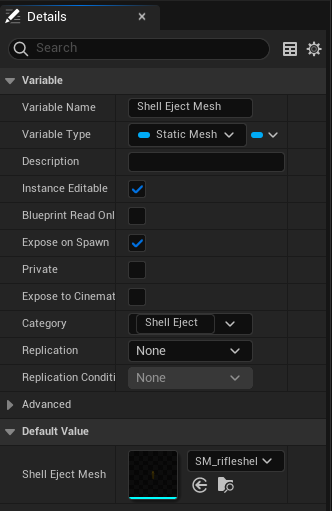 Details
Search
Variable
Variable Name Shell Eject Mesh
Variable Type Static Mesh
Description
Instance Editable
Blueprint Read Onl
Expose on Spawn
Private
Expose to Cinemat
Category Shell Eject
Replication None
Replication Conditi None
Advanced
Default Value
Shell Eject Mesh SM_rifleshel